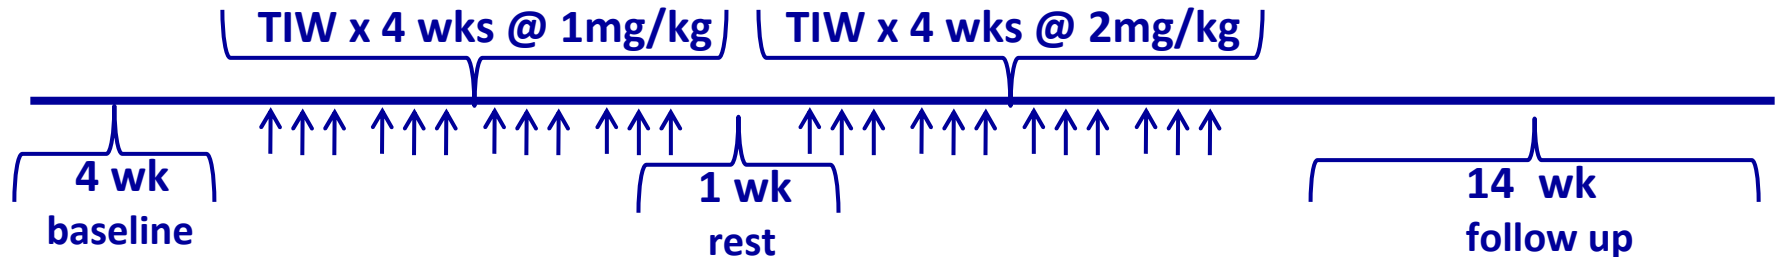 TIW x 4 wks @ 1mg/kg
TIW x 4 wks @ 2mg/kg
4 wk
baseline
1 wk
rest
14 wk
follow up